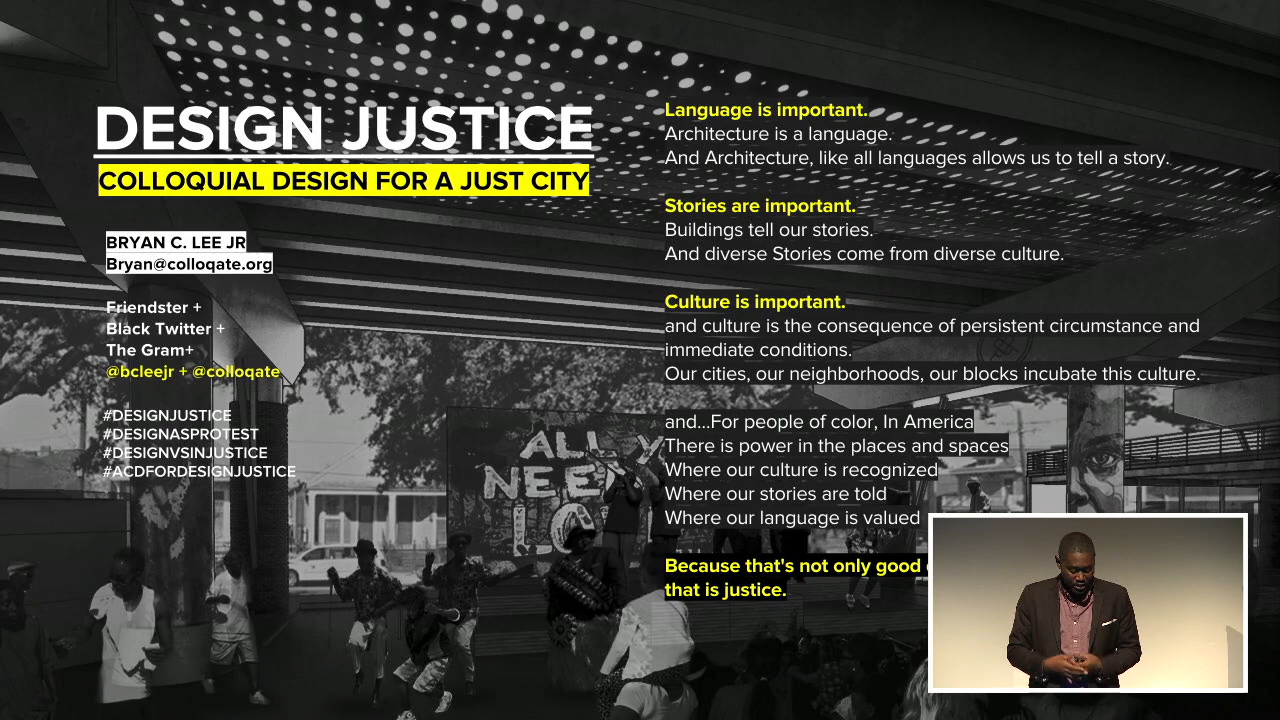 DESIGN JUSTICE
COLLOQUIAL DESIGN FOR A JUST CITY
BRYAN C. LEE JR
Bryan@colloqate.org
Friendster +
Black Twitter +
The Gram+
@bcleejr + @colloqate
#DESIGNJUSTICE
#DESIGNASPROTEST
#DESIGNVSINJUSTICE
#ACDFORDESIGNJUSTICE
Language is important.
Architecture is a language.
And Architecture, like all languages allows us to tell a story.
Stories are important.
Buildings tell our stories.
And diverse Stories come from diverse culture.
Culture is important.
and culture is the consequence of persistent circumstance and
immediate conditions.
Our cities, our neighborhoods, our blocks incubate this culture.
and...For people of color, In America
There is power in the places and spaces
Where our culture is recognized
Where our stories are told
Where our language is valued
Because that's not only good
that is justice.
ALL